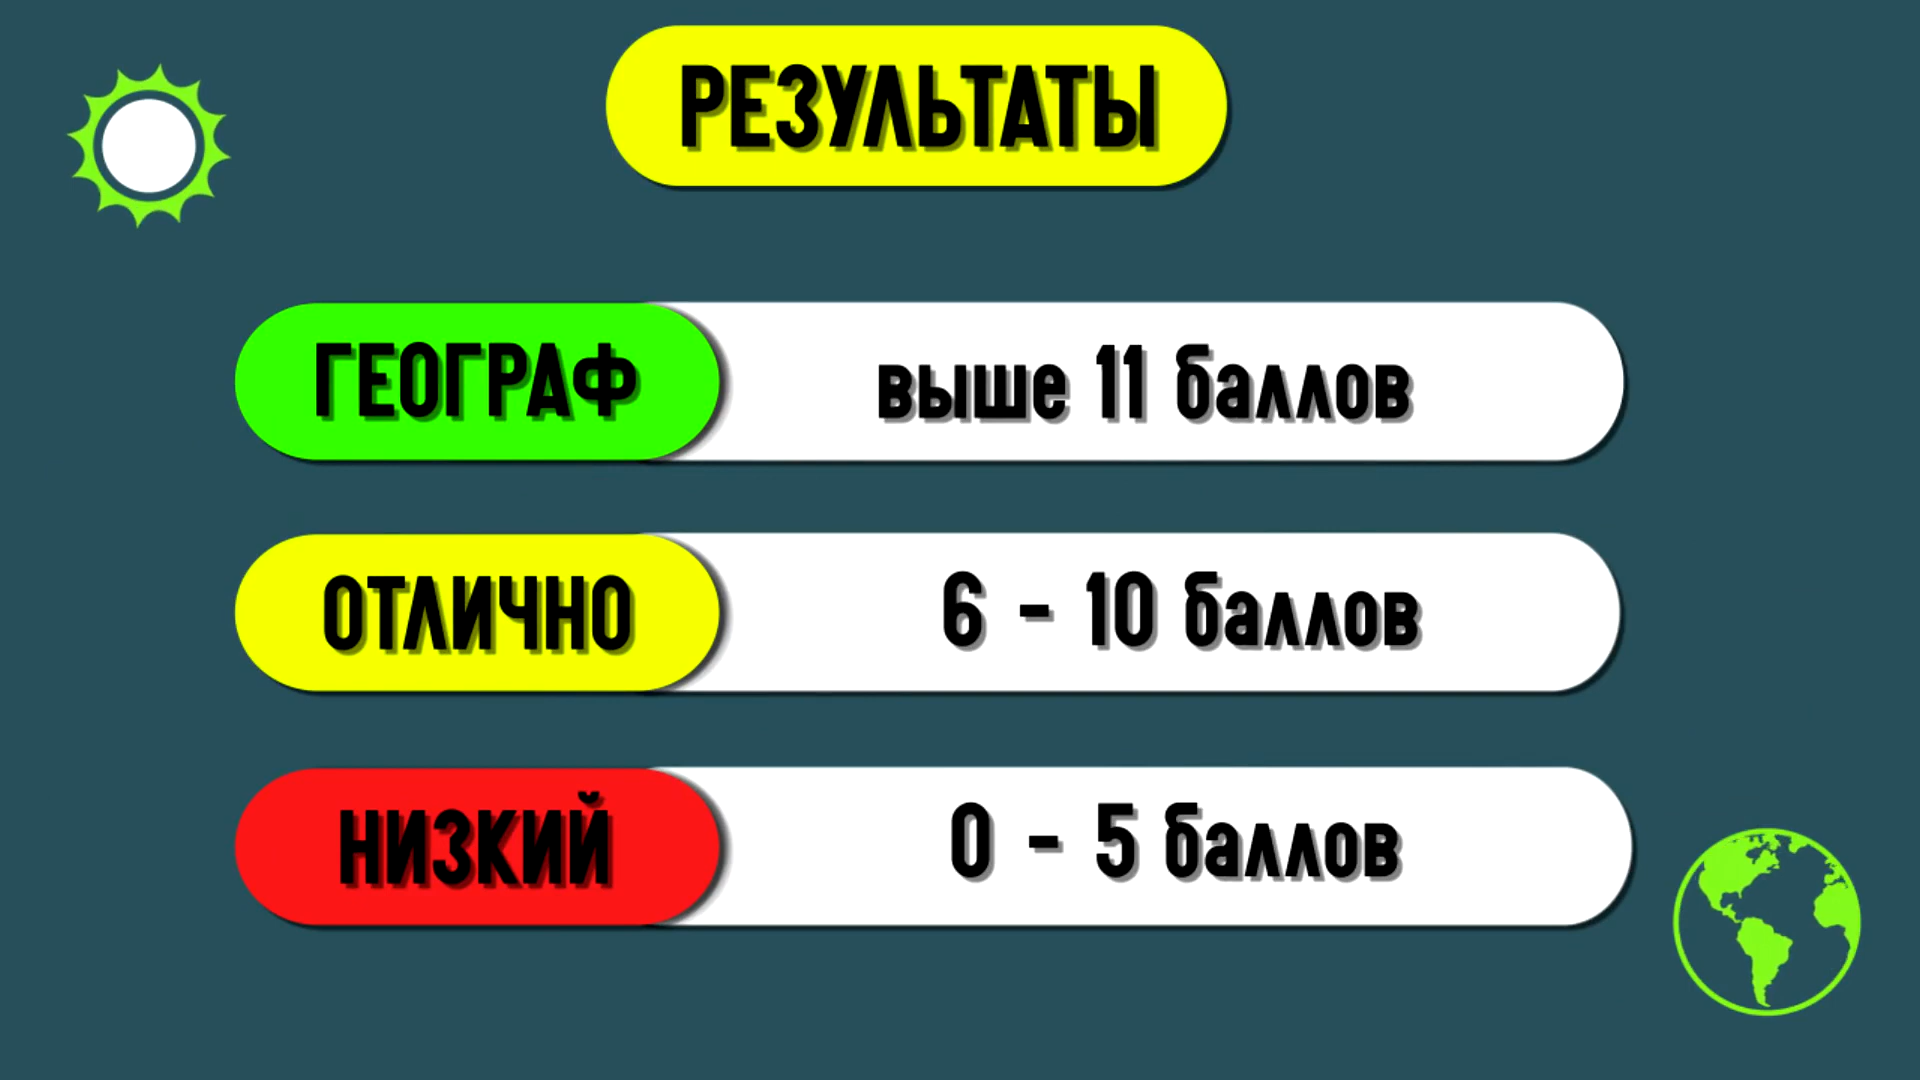 РЕЗУЛЬТАТЫ
ГЕОГРАФ выше 11 баллов
ОТЛИЧНО 6 - 10 баллов
НИЗКИЙ 0 - 5 баллов